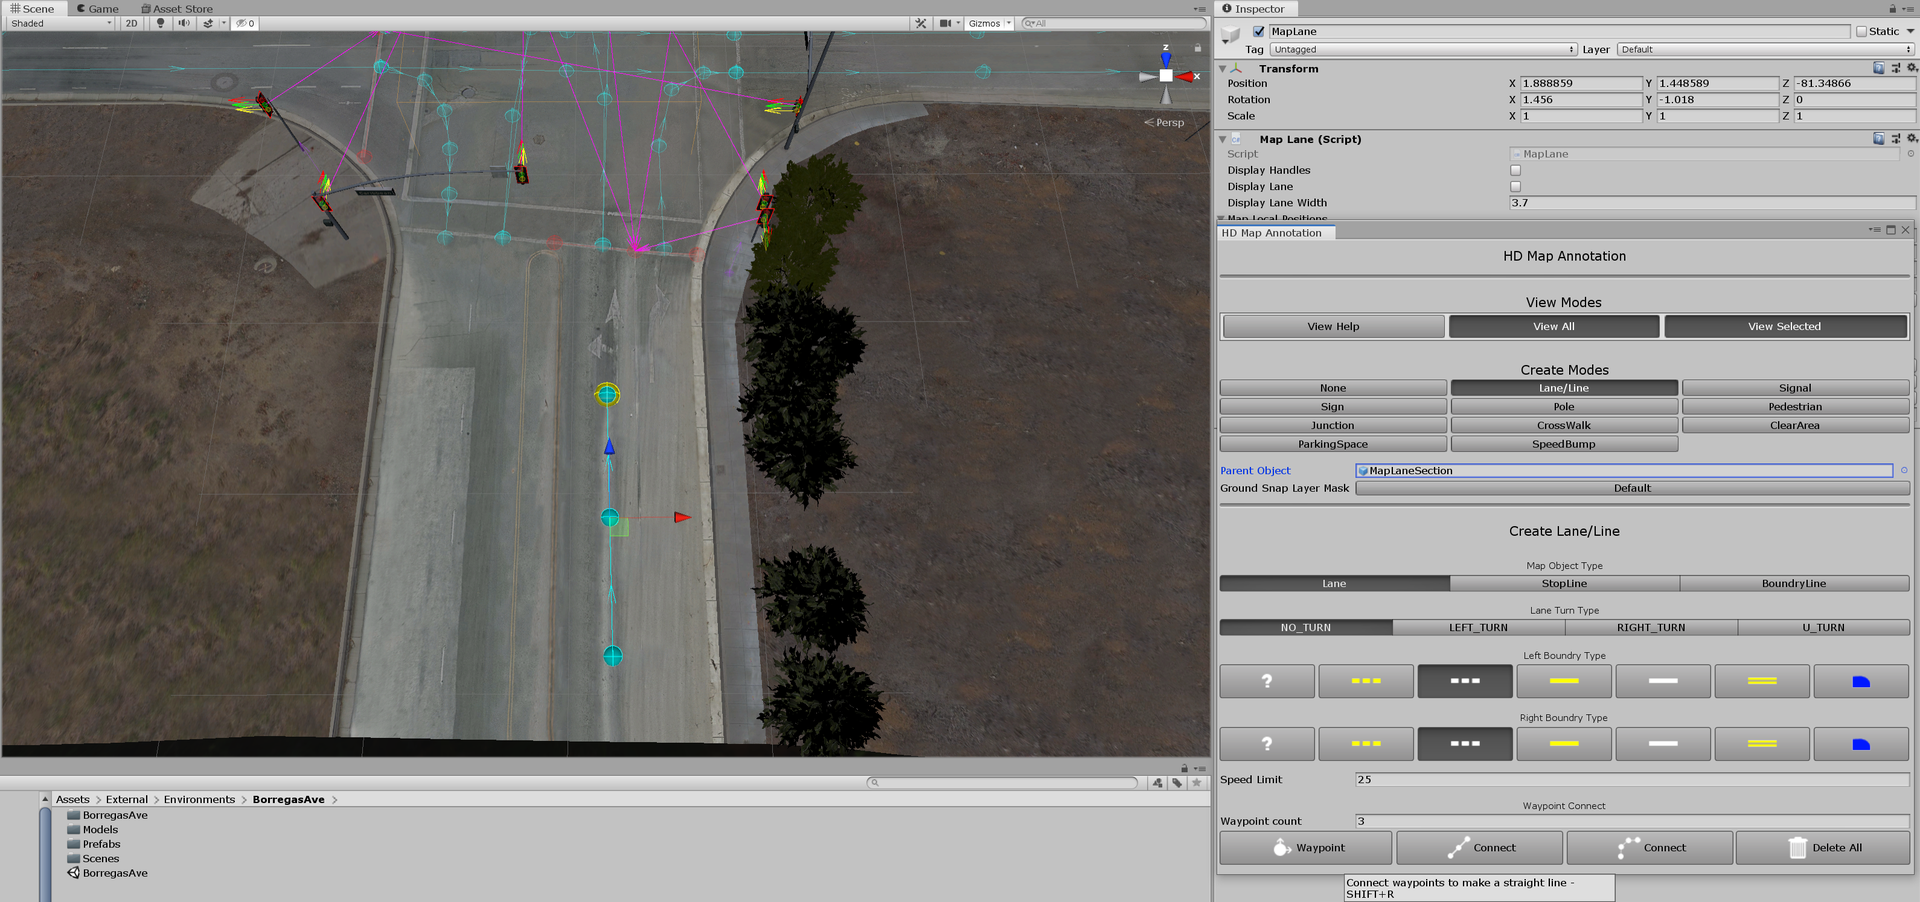 Scene
Game
Asset Store
Shaded
2D
0
Gizmos
All
z
x
Persp
Assets > External > Environments > BorregasAve >
BorregasAve
Models
Prefabs
Scenes
BorregasAve
Inspector
MapLane
Static
Tag Untagged Layer Default
Transform
Position X 1.888859 Y 1.448589 Z -81.34866
Rotation X 1.456 Y -1.018 Z 0
Scale X 1 Y 1 Z 1
Map Lane (Script)
Script MapLane
Display Handles
Display Lane
Display Lane Width 3.7
Map Local Positions
HD Map Annotation
HD Map Annotation
View Modes
View Help View All View Selected
Create Modes
None Lane/Line Signal
Sign Pole Pedestrian
Junction CrossWalk ClearArea
ParkingSpace SpeedBump
Parent Object MapLaneSection
Ground Snap Layer Mask Default
Create Lane/Line
Map Object Type
Lane StopLine BoundryLine
Lane Turn Type
NO_TURN LEFT_TURN RIGHT_TURN U_TURN
Left Boundry Type
?
Right Boundry Type
?
Speed Limit 25
Waypoint Connect
Waypoint count 3
Waypoint Connect Connect Delete All
Connect waypoints to make a straight line -
SHIFT+R